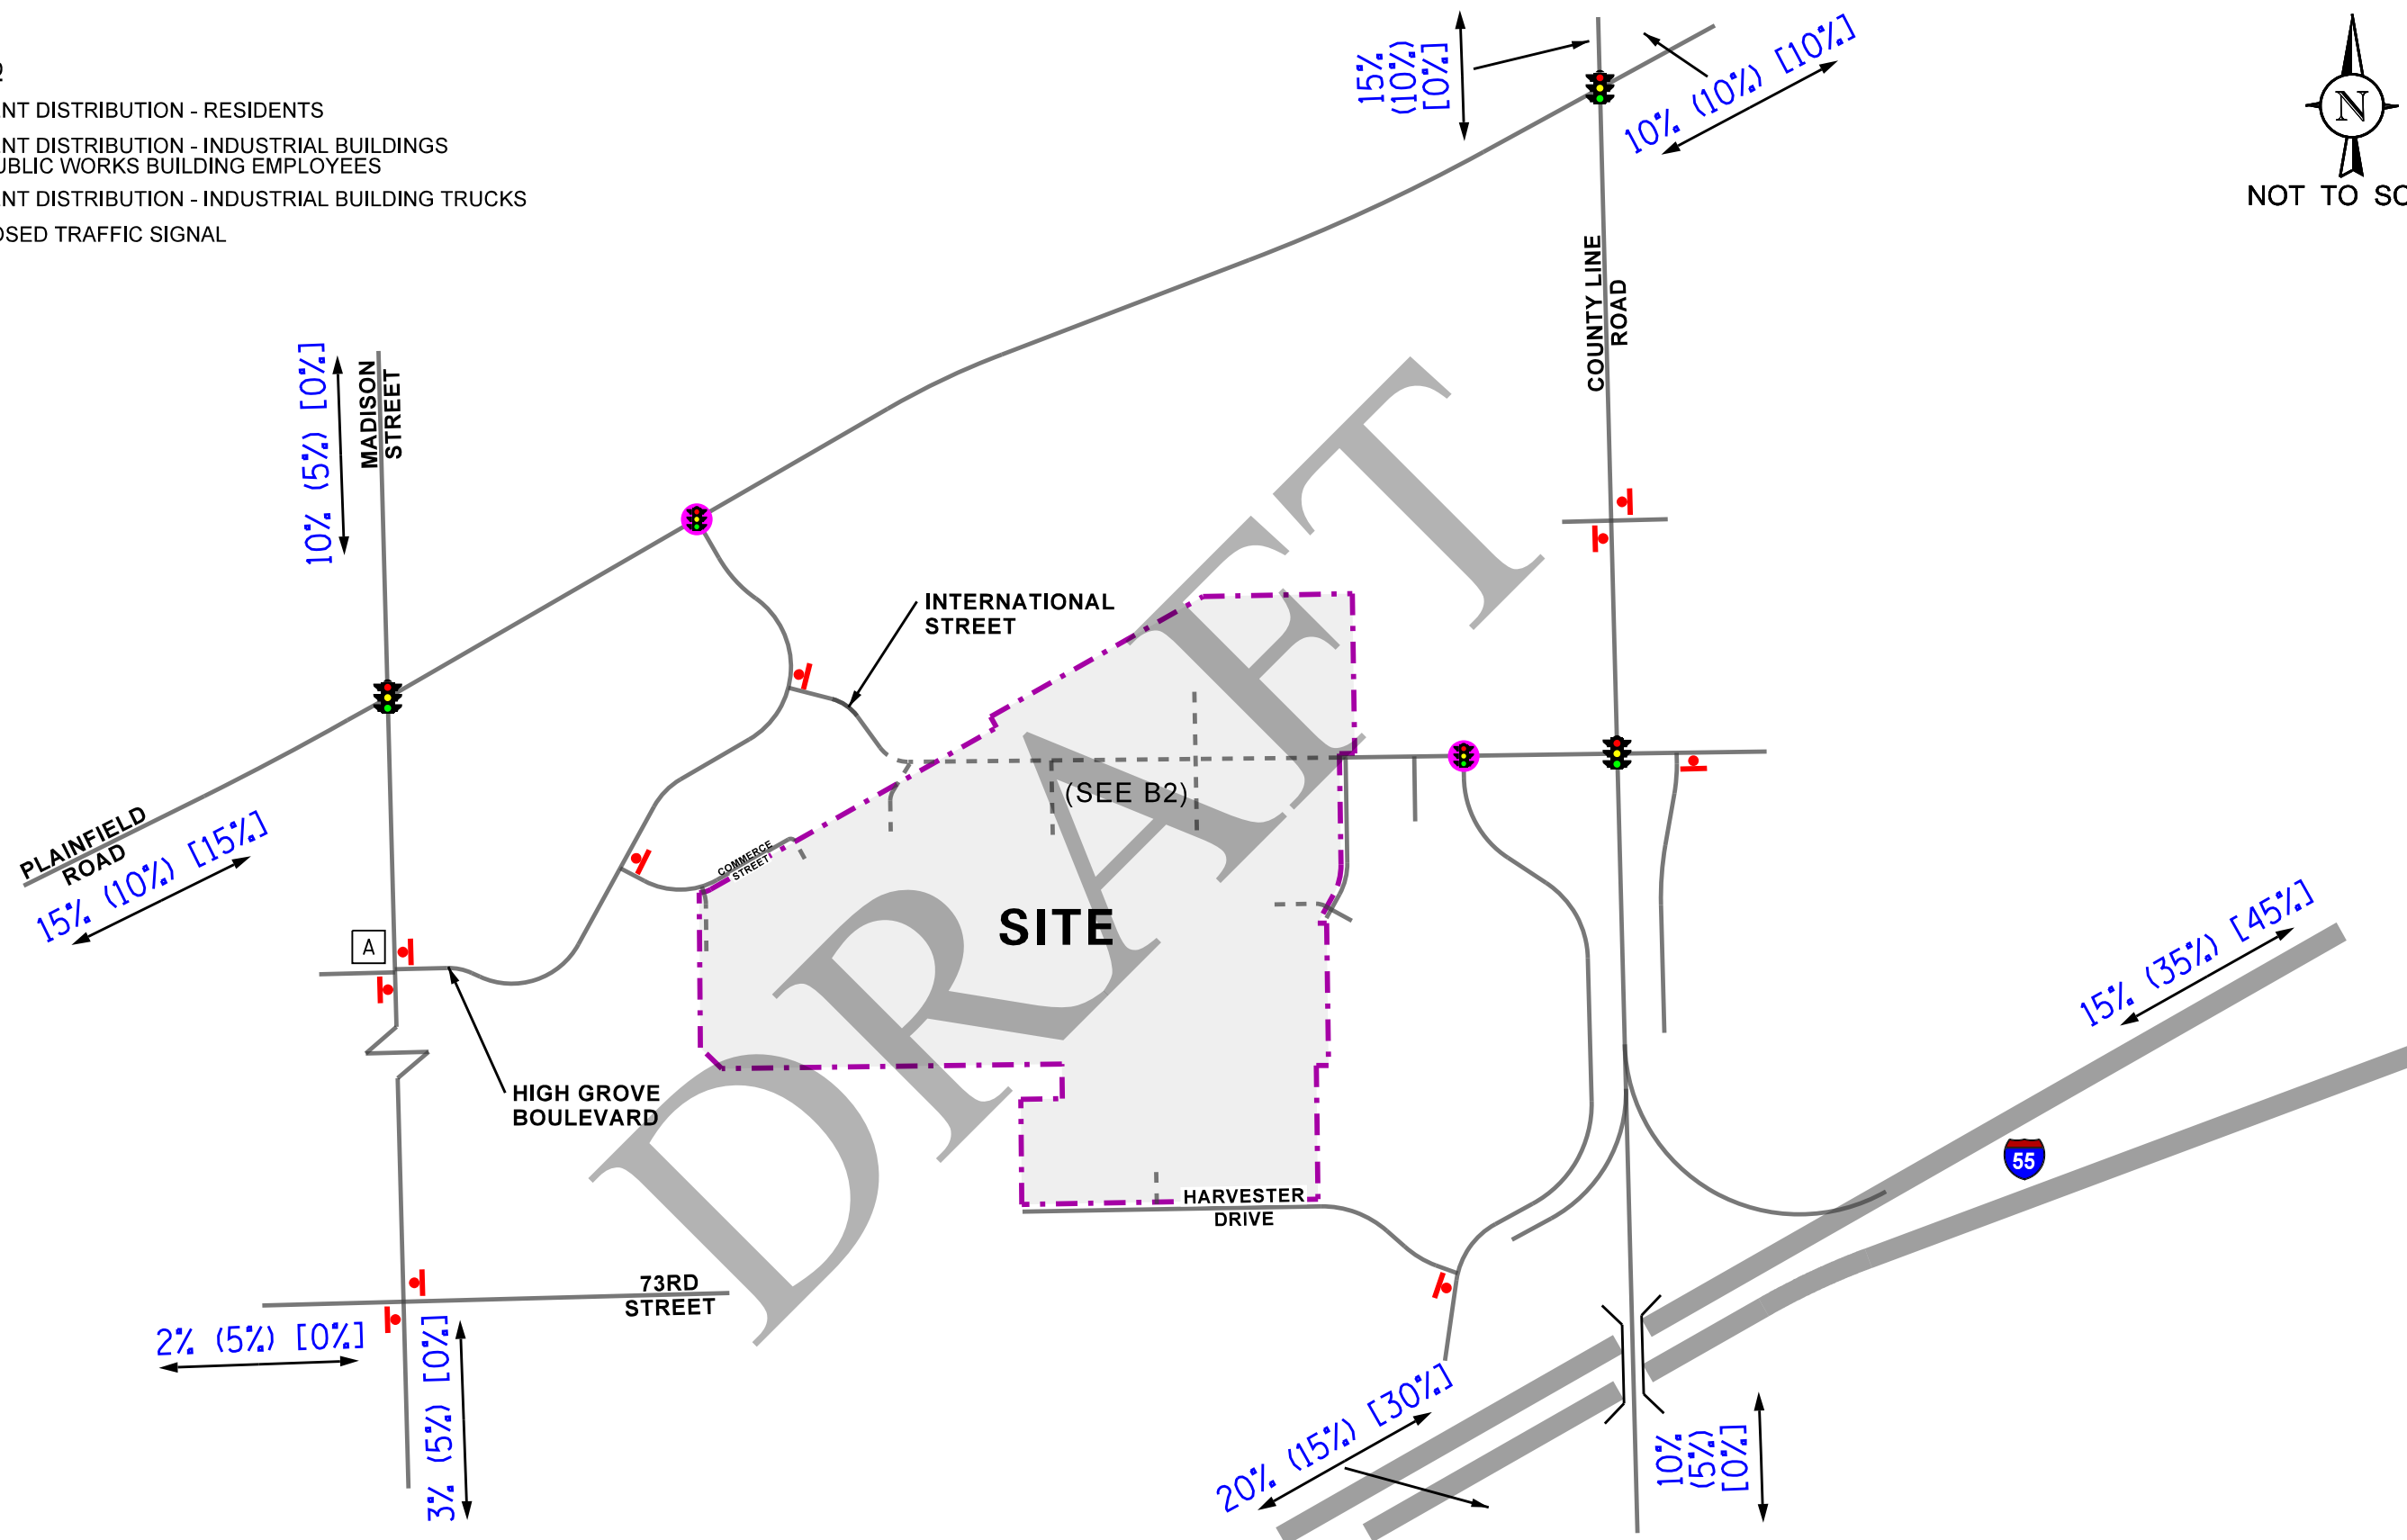 NT DISTRIBUTION - RESIDENTS
NT DISTRIBUTION - INDUSTRIAL BUILDINGS
UBLIC WORKS BUILDING EMPLOYEES
NT DISTRIBUTION - INDUSTRIAL BUILDING TRUCKS
OSED TRAFFIC SIGNAL
15%
(10%)
[0%]
10% (10%) [10%]
N
NOT TO SC
COUNTY LINE
ROAD
10% (5%) [0%]
MADISON
STREET
INTERNATIONAL
STREET
(SEE B2)
PLAINFIELD
ROAD
15% (10%) [15%]
COMMERCE
STREET
SITE
A
15% (35%) [45%]
HIGH GROVE
BOULEVARD
55
HARVESTER
DRIVE
73RD
STREET
2% (5%) [0%]
3% (5%) [0%]
20% (15%) [30%]
10%
(5%)
[0%]
DRAFT